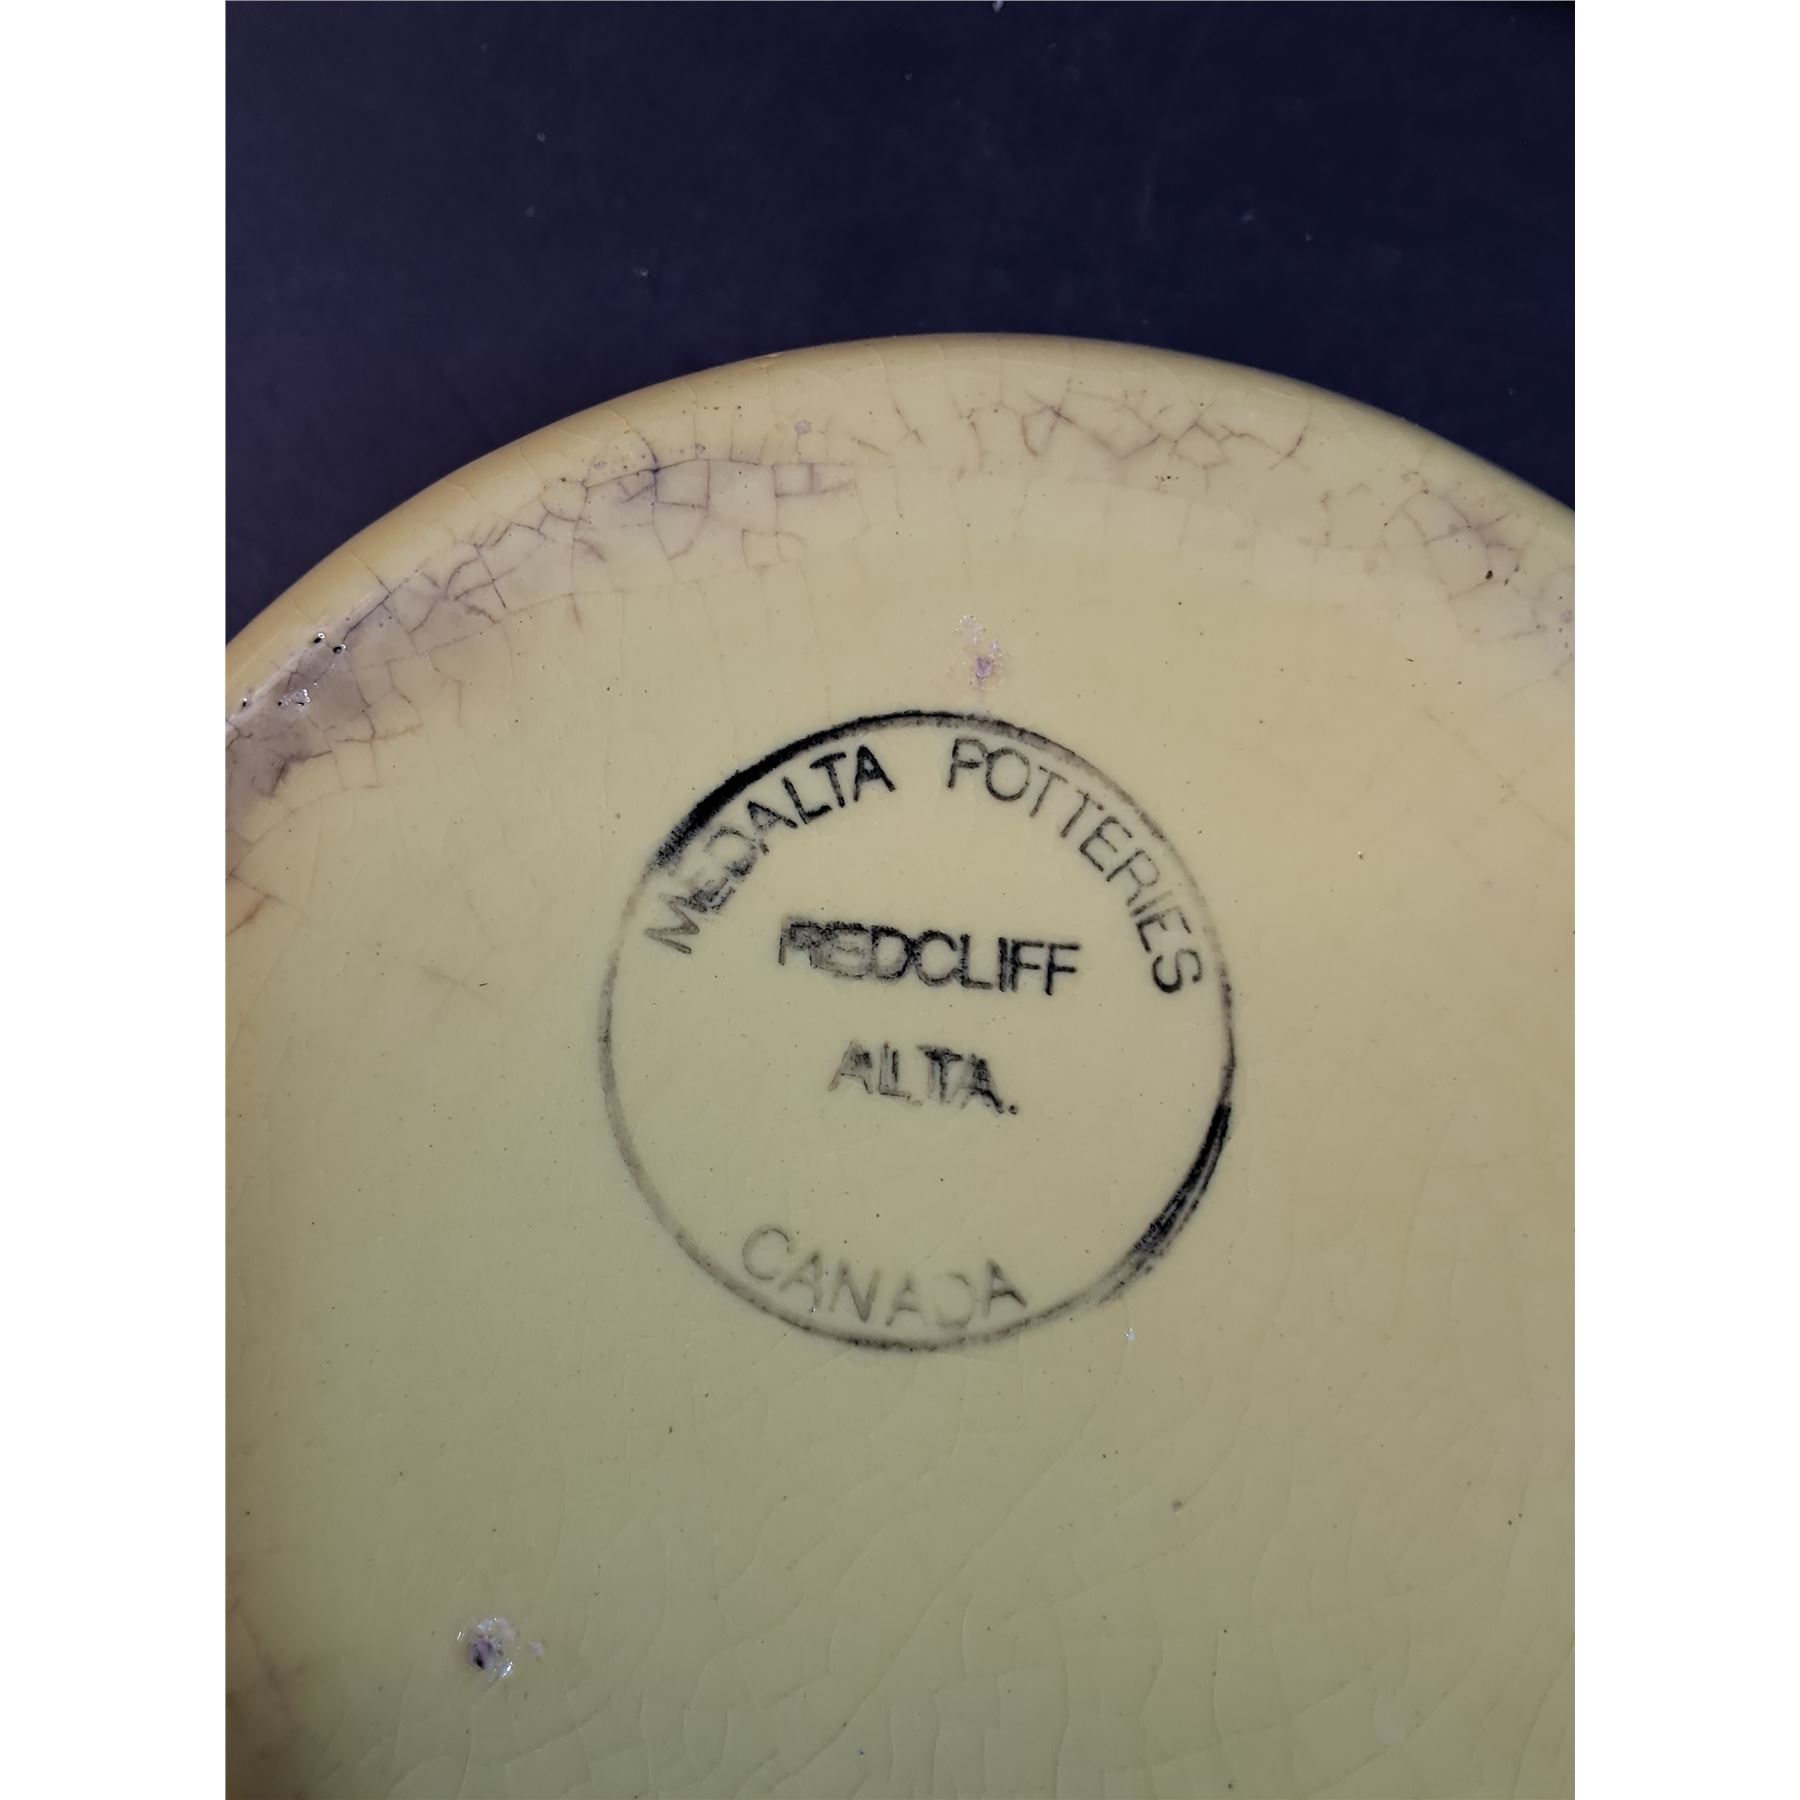 MEDALTA POTTERIES
REDCLIFF
ALTA.
CANADA